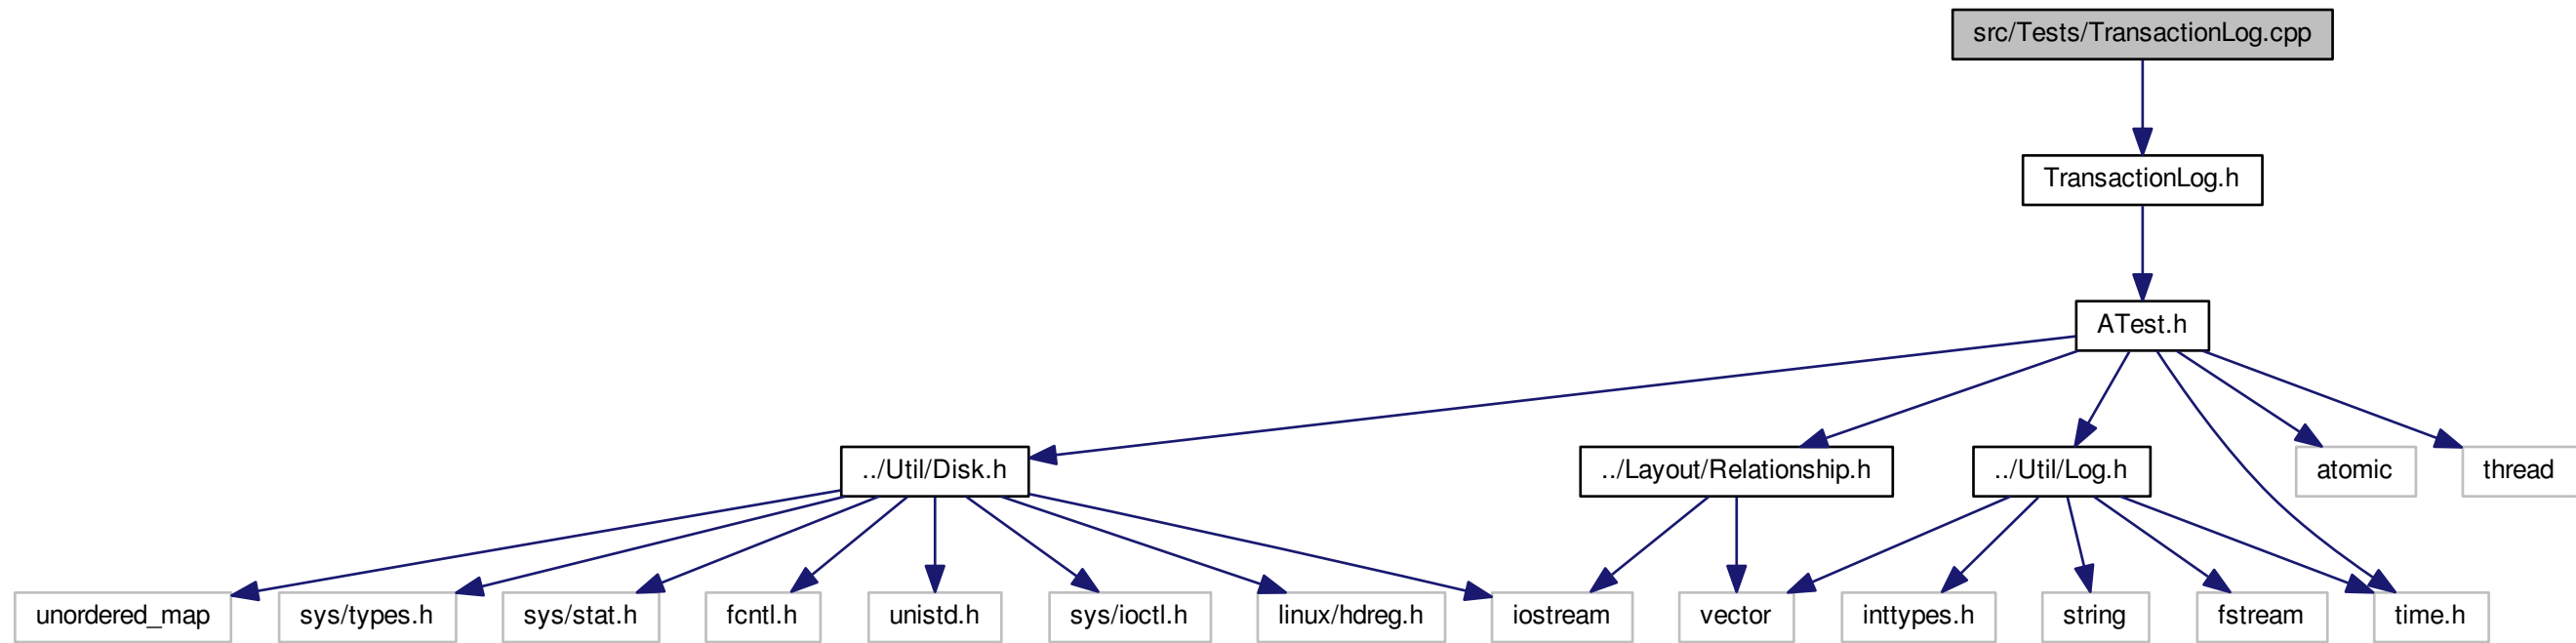 src/Tests/TransactionLog.cpp
TransactionLog.h
ATest.h
../Util/Disk.h
../Layout/Relationship.h
../Util/Log.h
atomic
thread
unordered_map
sys/types.h
sys/stat.h
fcntl.h
unistd.h
sys/ioctl.h
linux/hdreg.h
iostream
vector
inttypes.h
string
fstream
time.h